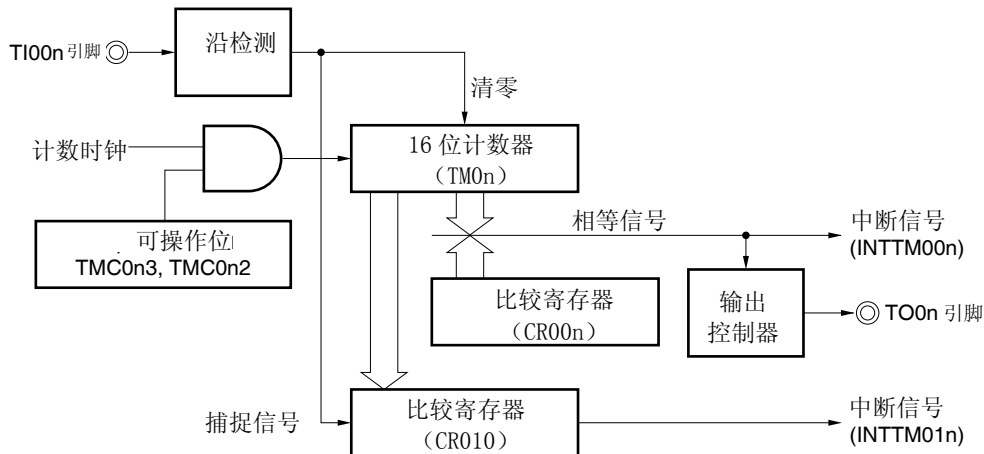 TI00n 引脚
沿检测
清零
计数时钟
16 位计数器
(TM0n)
可操作位
TMC0n3, TMC0n2
相等信号
中断信号
(INTTM00n)
比较寄存器
(CR00n)
输出
控制器
TO0n 引脚
捕捉信号
比较寄存器
(CR010)
中断信号
(INTTM01n)